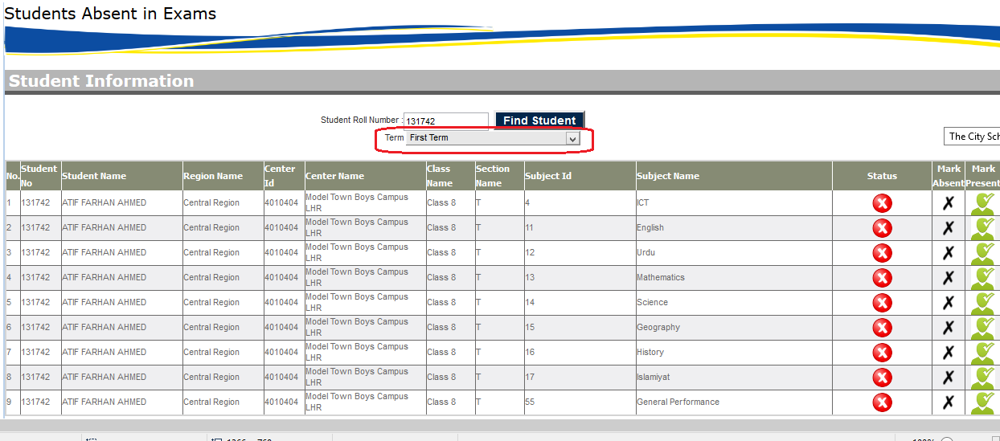 Students Absent in Exams
Student Information
Student Roll Number : 131742 Find Student
Term First Term
The City Sch
No. Student No Student Name Region Name Center Id Center Name Class Name Section Name Subject Id Subject Name Status Mark Absent Mark Present
1 131742 ATIF FARHAN AHMED Central Region 4010404 Model Town Boys Campus LHR Class 8 T 4 ICT
2 131742 ATIF FARHAN AHMED Central Region 4010404 Model Town Boys Campus LHR Class 8 T 11 English
3 131742 ATIF FARHAN AHMED Central Region 4010404 Model Town Boys Campus LHR Class 8 T 12 Urdu
4 131742 ATIF FARHAN AHMED Central Region 4010404 Model Town Boys Campus LHR Class 8 T 13 Mathematics
5 131742 ATIF FARHAN AHMED Central Region 4010404 Model Town Boys Campus LHR Class 8 T 14 Science
6 131742 ATIF FARHAN AHMED Central Region 4010404 Model Town Boys Campus LHR Class 8 T 15 Geography
7 131742 ATIF FARHAN AHMED Central Region 4010404 Model Town Boys Campus LHR Class 8 T 16 History
8 131742 ATIF FARHAN AHMED Central Region 4010404 Model Town Boys Campus LHR Class 8 T 17 Islamiyat
9 131742 ATIF FARHAN AHMED Central Region 4010404 Model Town Boys Campus LHR Class 8 T 55 General Performance